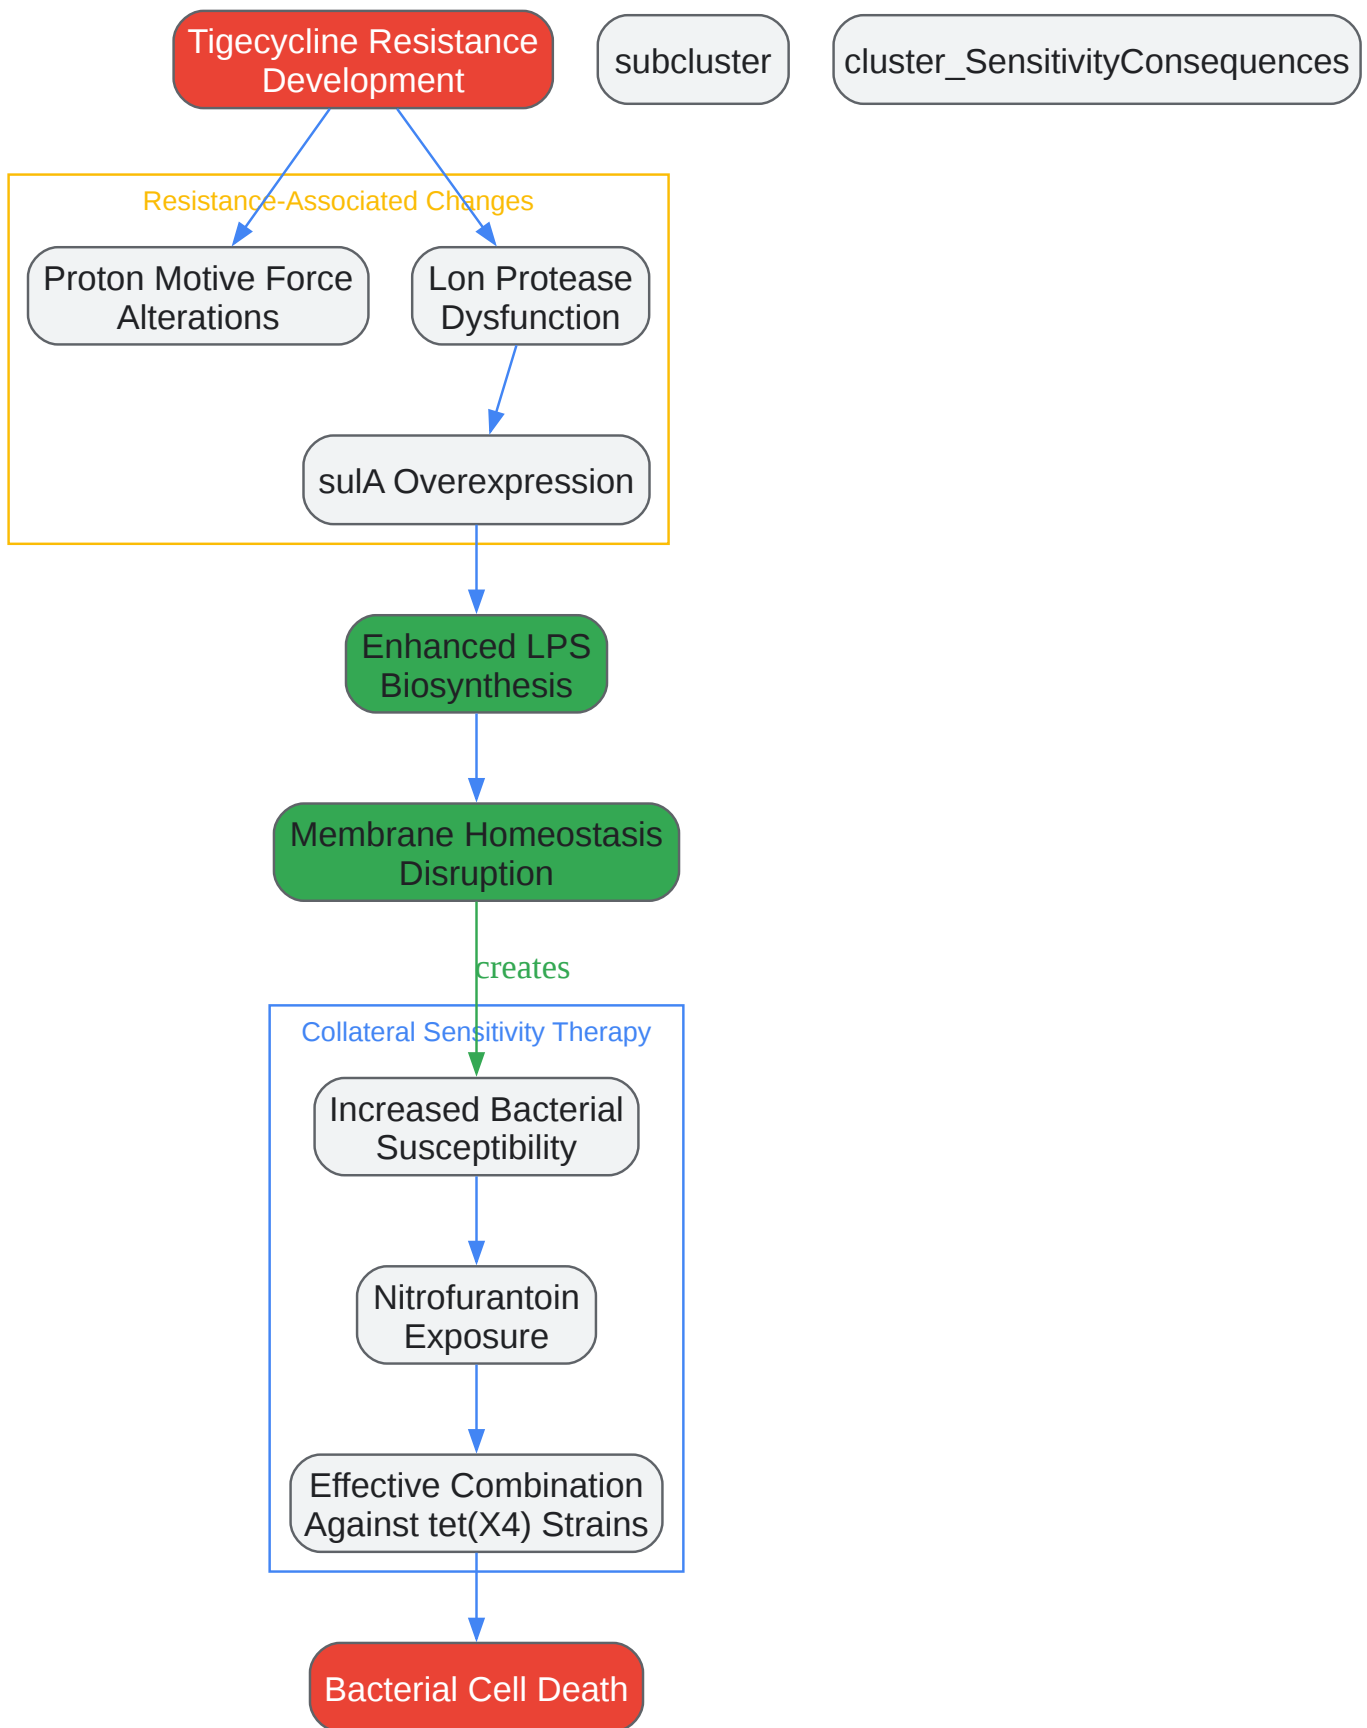 Tigecycline Resistance
Development
subcluster
cluster_SensitivityConsequences
Resistance-Associated Changes
Proton Motive Force
Alterations
Lon Protease
Dysfunction
sulA Overexpression
Enhanced LPS
Biosynthesis
Membrane Homeostasis
Disruption
creates
Collateral Sensitivity Therapy
Increased Bacterial
Susceptibility
Nitrofurantoin
Exposure
Effective Combination
Against tet(X4) Strains
Bacterial Cell Death